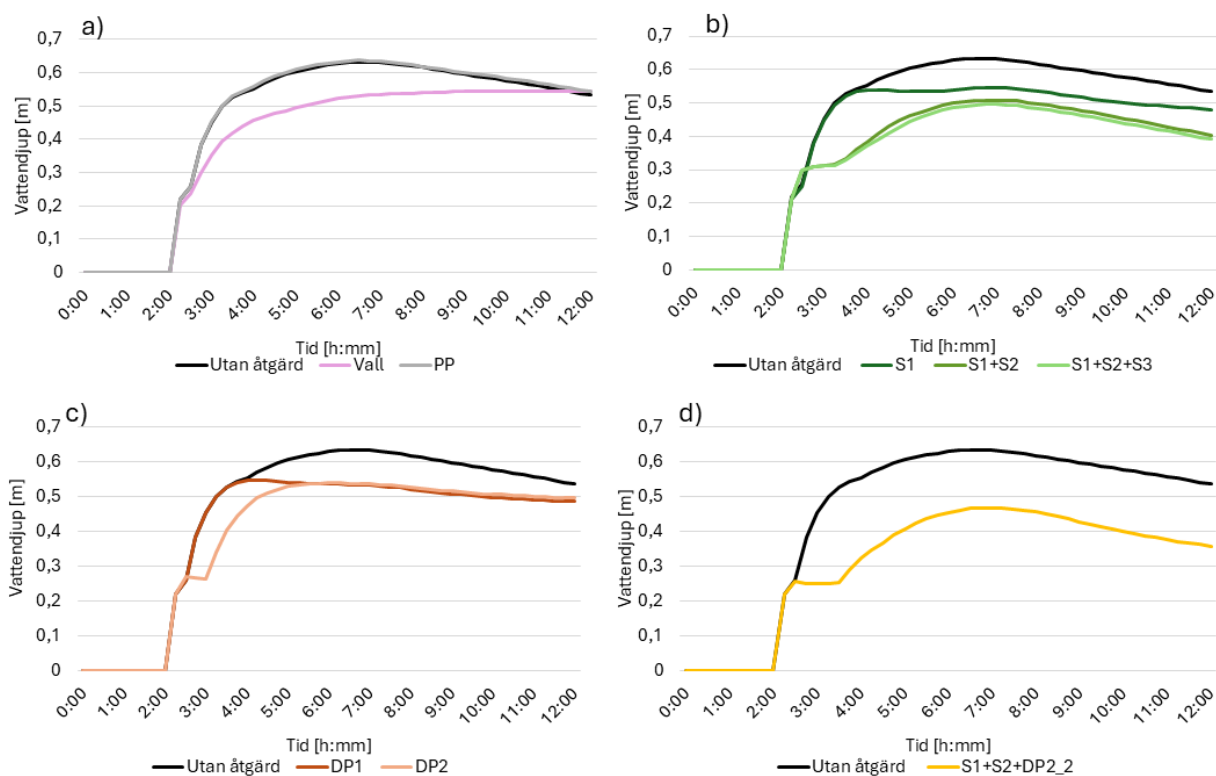 a)
0,7
0,6
0,5
0,4
0,3
0,2
0,1
0
Vattendjup [m]
0:00 1:00 2:00 3:00 4:00 5:00 6:00 7:00 8:00 9:00 10:00 11:00 12:00
Tid [h:mm]
Utan åtgärd Vall PP
b)
0,7
0,6
0,5
0,4
0,3
0,2
0,1
0
Vattendjup [m]
0:00 1:00 2:00 3:00 4:00 5:00 6:00 7:00 8:00 9:00 10:00 11:00 12:00
Tid [h:mm]
Utan åtgärd S1 S1+S2 S1+S2+S3
c)
0,7
0,6
0,5
0,4
0,3
0,2
0,1
0
Vattendjup [m]
0:00 1:00 2:00 3:00 4:00 5:00 6:00 7:00 8:00 9:00 10:00 11:00 12:00
Tid [h:mm]
Utan åtgärd DP1 DP2
d)
0,7
0,6
0,5
0,4
0,3
0,2
0,1
0
Vattendjup [m]
0:00 1:00 2:00 3:00 4:00 5:00 6:00 7:00 8:00 9:00 10:00 11:00 12:00
Tid [h:mm]
Utan åtgärd S1+S2+DP2_2